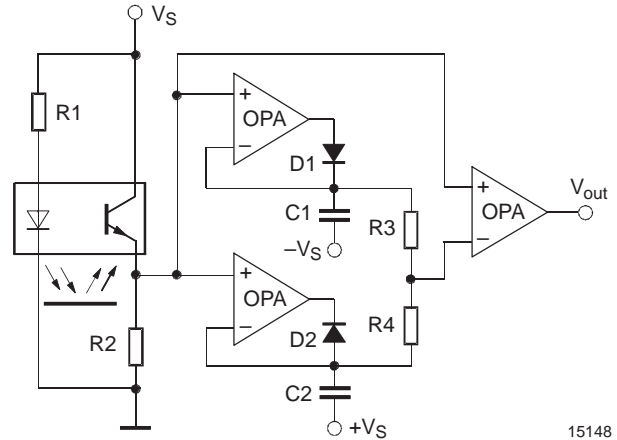 VS
R1
+
OPA
−
D1
C1
−VS
R3
+
OPA
−
Vout
+
OPA
−
D2
R4
R2
C2
+VS
15148